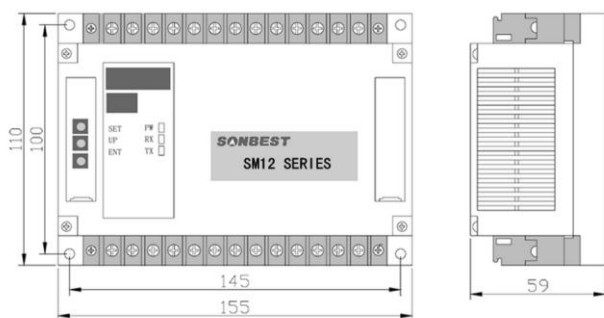 110
100
SET PW
UP RX
ENT TX
SONBEST
SM12 SERIES
145
155
59